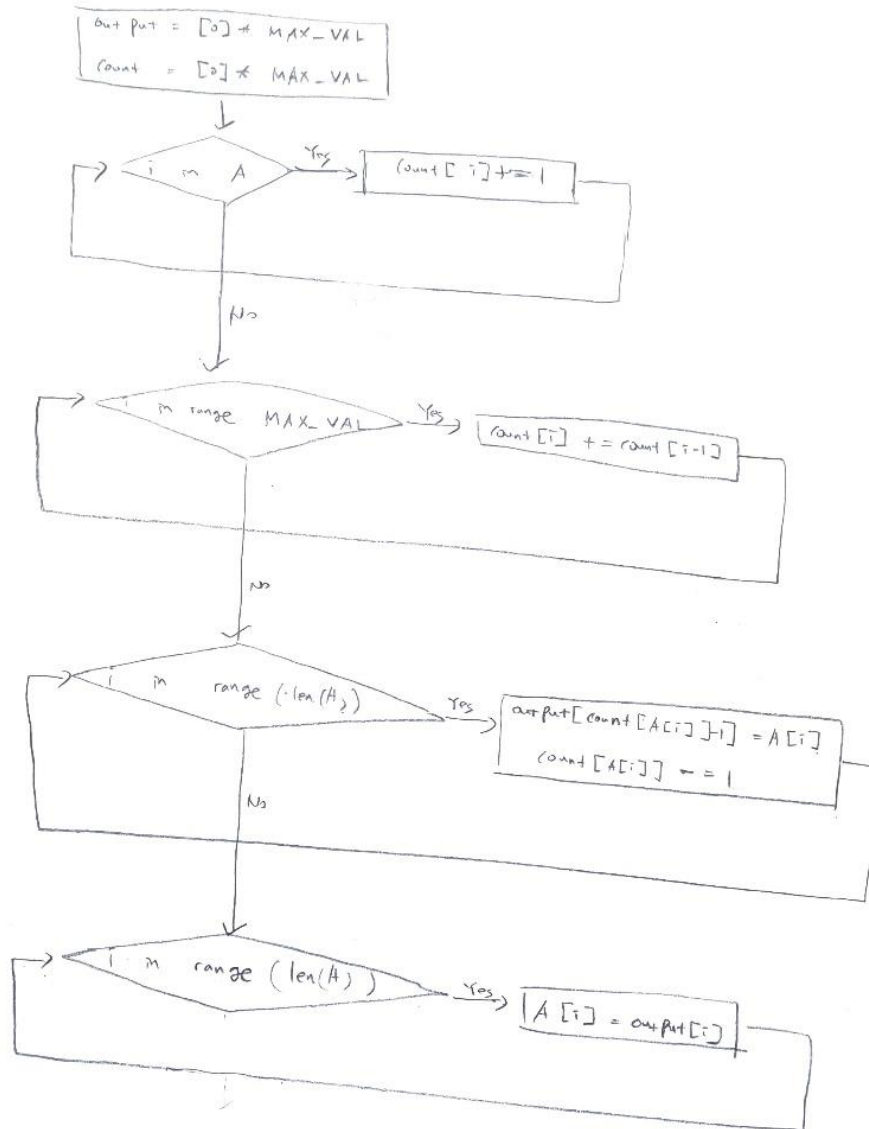 output = [0] * MAX_VAL
count = [0] * MAX_VAL
i in A
Yes
count[i] += 1
No
i in range MAX_VAL
Yes
count[i] += count[i-1]
No
i in range (len(A))
Yes
output[count[A[i]]-1] = A[i]
count[A[i]] -= 1
No
i in range (len(A))
Yes
A[i] = output[i]